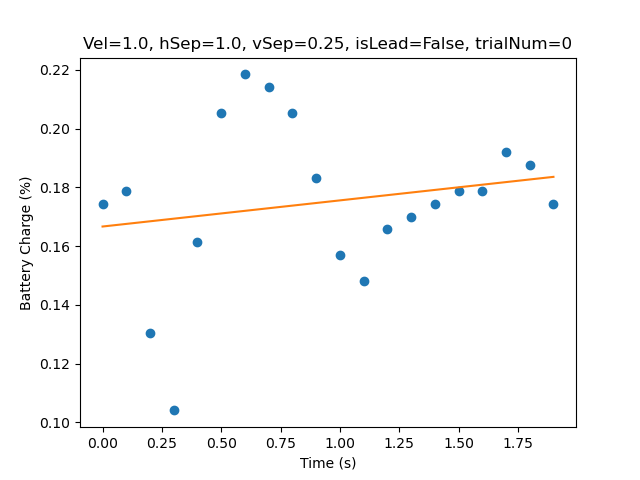 Vel=1.0, hSep=1.0, vSep=0.25, isLead=False, trialNum=0
0.22
0.20
0.18
0.16
0.14
0.12
0.10
Battery Charge (%)
0.00 0.25 0.50 0.75 1.00 1.25 1.50 1.75
Time (s)